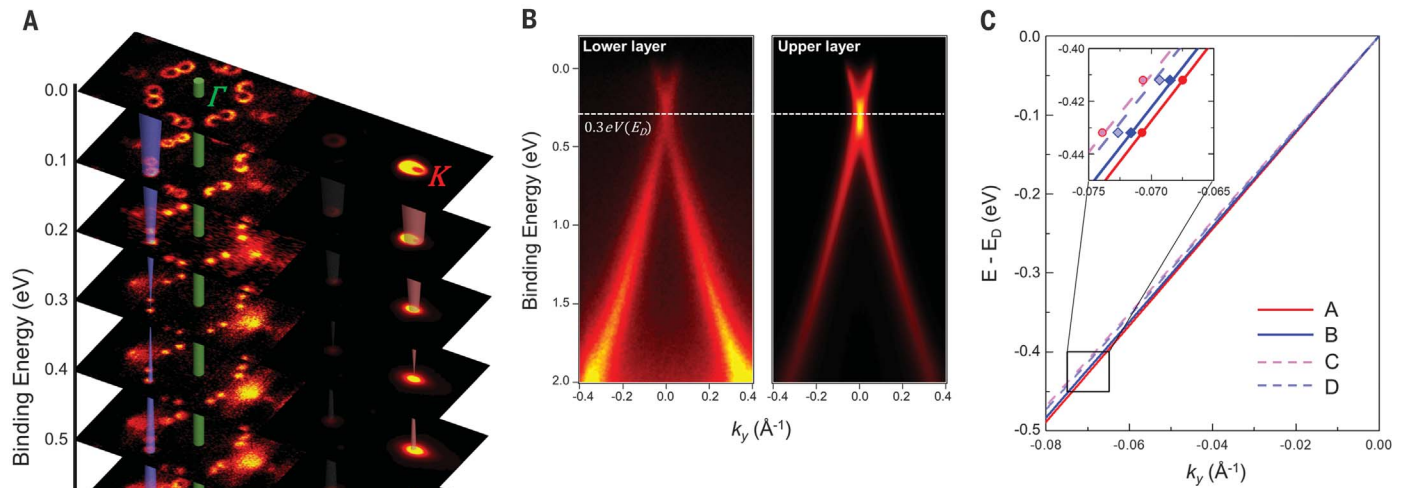 A
0.0
0.1
0.2
0.3
0.4
0.5
Binding Energy (eV)
Γ
K
B
Lower layer
Upper layer
0.3eV(E_D)
0.0
0.5
1.0
1.5
2.0
Binding Energy (eV)
-0.4 -0.2 0.0 0.2 0.4
-0.4 -0.2 0.0 0.2 0.4
k_y (Å⁻¹)
k_y (Å⁻¹)
C
0.0
-0.1
-0.2
-0.3
-0.4
-0.5
E - E_D (eV)
-0.40
-0.42
-0.44
-0.075 -0.070 -0.065
A
B
C
D
-0.08 -0.06 -0.04 -0.02 0.00
k_y (Å⁻¹)